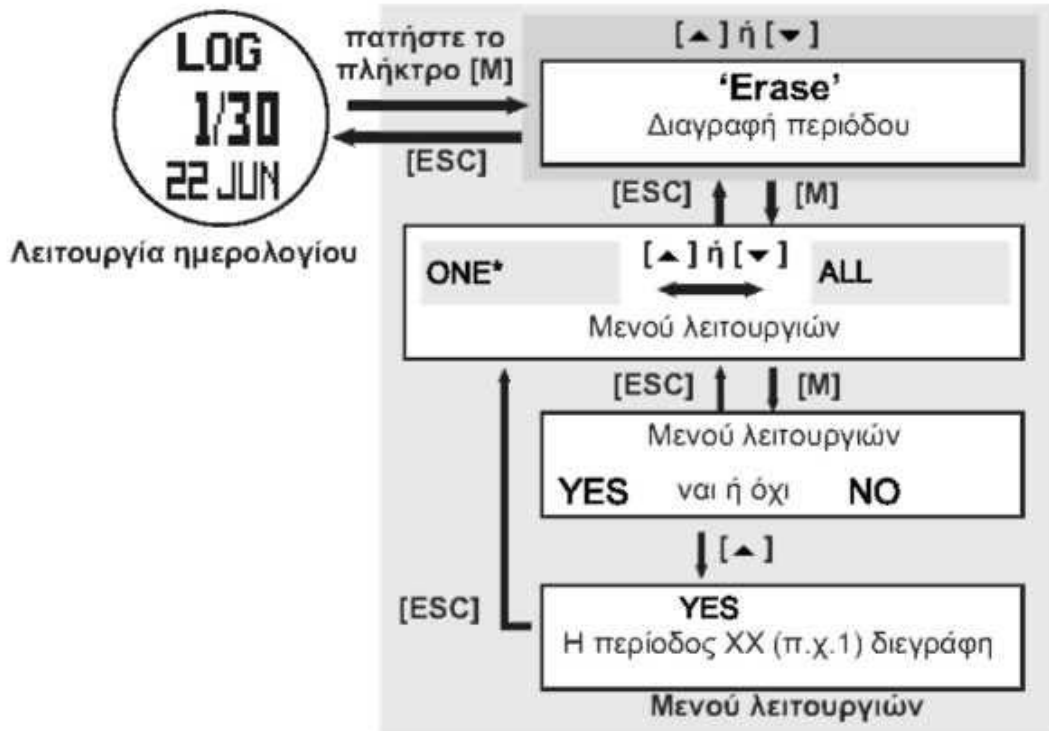 LOG
1/30
22 JUN
Λειτουργία ημερολογίου
πατήστε το
πλήκτρο [M]
[ESC]
[▲] ή [▼]
‘Erase’
Διαγραφή περιόδου
[ESC] [M]
ONE* [▲] ή [▼] ALL
Μενού λειτουργιών
[ESC] [M]
Μενού λειτουργιών
YES ναι ή όχι NO
[▲]
[ESC]
YES
Η περίοδος XX (π.χ.1) διεγράφη
Μενού λειτουργιών